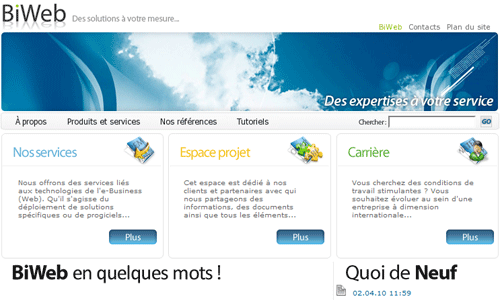 BiWeb Des solutions à votre mesure...
BiWeb Contacts Plan du site
Des expertises à votre service
À propos Produits et services Nos références Tutoriels Chercher: GO
Nos services
Nous offrons des services liés
aux technologies de l'e-Business
(Web). Qu'il s'agisse du
déploiement de solutions
spécifiques ou de progiciels...
Plus
Espace projet
Cet espace est dédié à nos
clients et partenaires avec qui
nous partageons des
informations, des documents
ainsi que tous les éléments...
Plus
Carrière
Vous cherchez des conditions de
travail stimulantes ? Vous
souhaitez évoluer au sein d'une
entreprise à dimension
internationale...
Plus
BiWeb en quelques mots !
Quoi de Neuf
02.04.10 11:59